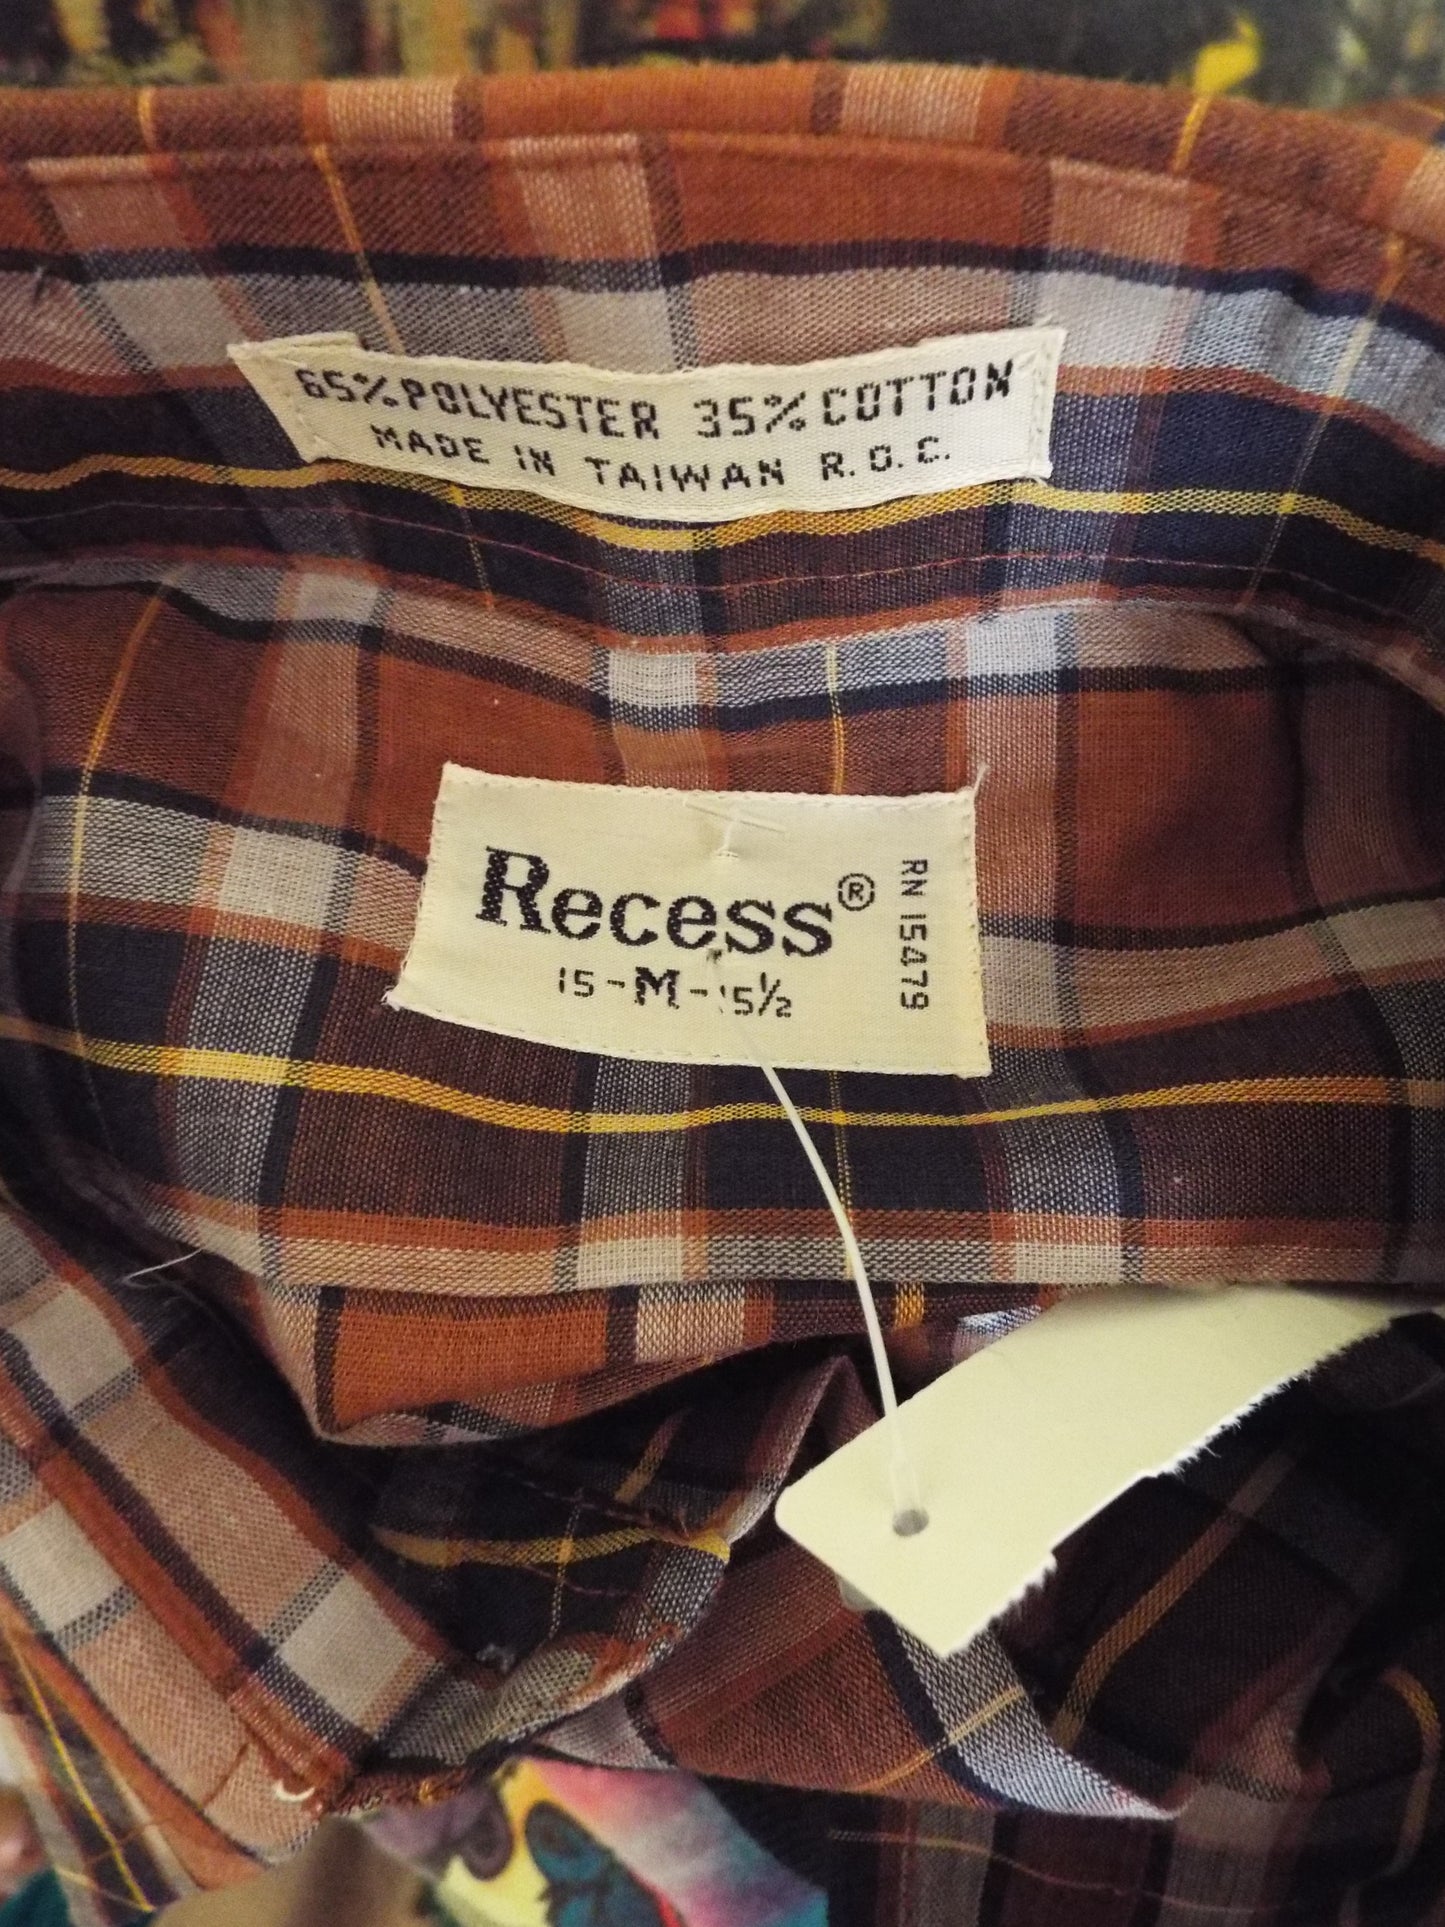 65% POLYESTER 35% COTTON
MADE IN TAIWAN R.O.C.
Recess®
15-M-15½
RN 15479